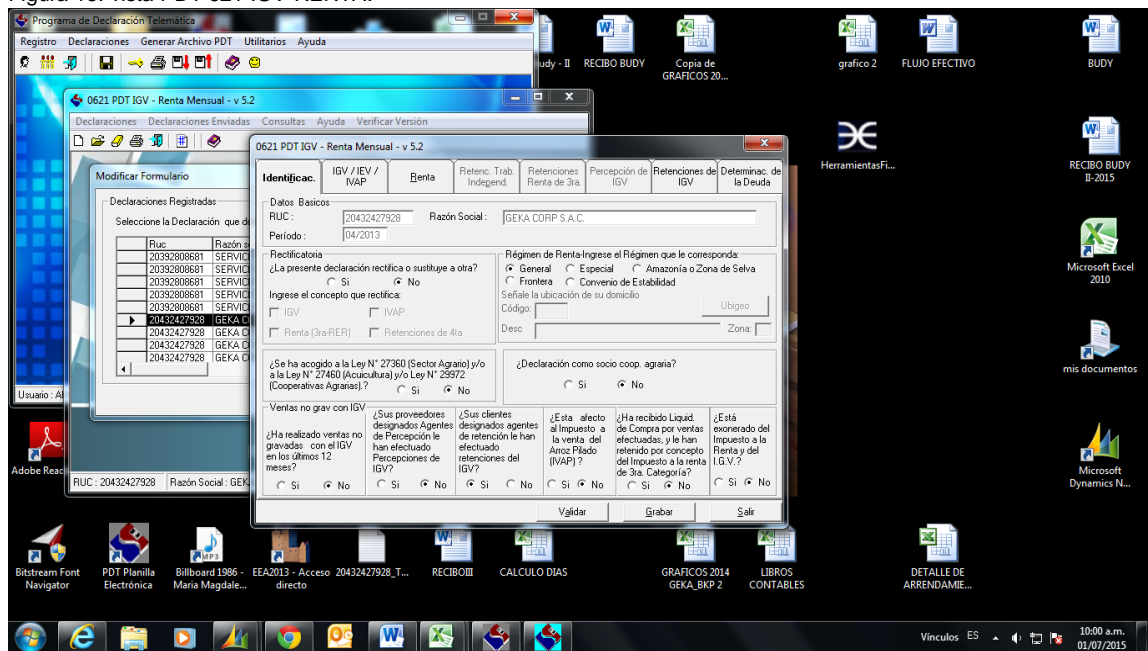 Programa de Declaración Telemática
Registro Declaraciones Generar Archivo PDT Utilitarios Ayuda
0621 PDT IGV - Renta Mensual - v 5.2
Declaraciones Declaraciones Enviadas Consultas Ayuda Verificar Versión
Modificar Formulario
Declaraciones Registradas
Seleccione la Declaración que d
Ruc Razón s
20392808681 SERVIC
20392808681 SERVIC
20392808681 SERVIC
20392808681 SERVIC
20392808681 SERVIC
20432427928 GEKA C
20432427928 GEKA C
20432427928 GEKA C
20432427928 GEKA C
Usuario : A
RUC : 20432427928 Razón Social : GEK
0621 PDT IGV - Renta Mensual - v 5.2
Identificac.
IGV / IEV / IVAP
Renta
Retenc. Trab. Independ.
Retenciones Renta de 3ra.
Percepción de IGV
Retenciones de IGV
Determinac. de la Deuda
Datos Basicos
RUC : 20432427928 Razón Social : GEKA CORP S.A.C.
Período : 04/2013
Rectificatoria
¿La presente declaración rectifica o sustituye a otra?
Si No
Ingrese el concepto que rectifica:
IGV IVAP
Renta (3ra-RER) Retenciones de 4ta
Régimen de Renta-Ingrese el Régimen que le corresponda:
General Especial Amazonía o Zona de Selva
Frontera Convenio de Estabilidad
Señale la ubicación de su domicilio
Código: Ubigeo
Desc Zona:
¿Se ha acogido a la Ley N° 27360 (Sector Agrario) y/o
a la Ley N° 27460 (Acuicultura) y/o Ley N° 29972
(Cooperativas Agrarias).?
Si No
¿Declaración como socio coop. agraria?
Si No
Ventas no grav con IGV
¿Ha realizado ventas no
gravadas con el IGV
en los últimos 12
meses?
Si No
¿Sus proveedores
designados Agentes
de Percepción le
han efectuado
Percepciones de
IGV?
Si No
¿Sus clientes
designados agentes
de retención le han
efectuado
retenciones del
IGV?
Si No
¿Esta afecto
al Impuesto a
la venta del
Arroz Pilado
(IVAP) ?
Si No
¿Ha recibido Liquid.
de Compra por ventas
efectuadas, y le han
retenido por concepto
del Impuesto a la renta
de 3ra. Categoría?
Si No
¿Está
exonerado del
Impuesto a la
Renta y del
I.G.V.?
Si No
Validar Grabar Salir
udy - II
RECIBO BUDY
Copia de
GRAFICOS 20...
grafico 2
FLUJO EFECTIVO
BUDY
HerramientasFi...
RECIBO BUDY
II-2015
Microsoft Excel
2010
mis documentos
Microsoft
Dynamics N...
Adobe Reac
Bitstream Font
Navigator
PDT Planilla
Electrónica
MP3
Billboard 1986 -
Maria Magdale...
EEA2013 - Acceso
directo
20432427928_T...
RECIBOIII
CALCULO DIAS
GRAFICOS 2014
GEKA_BKP 2
LIBROS
CONTABLES
DETALLE DE
ARRENDAMIE...
Vínculos ES
10:00 a.m.
01/07/2015